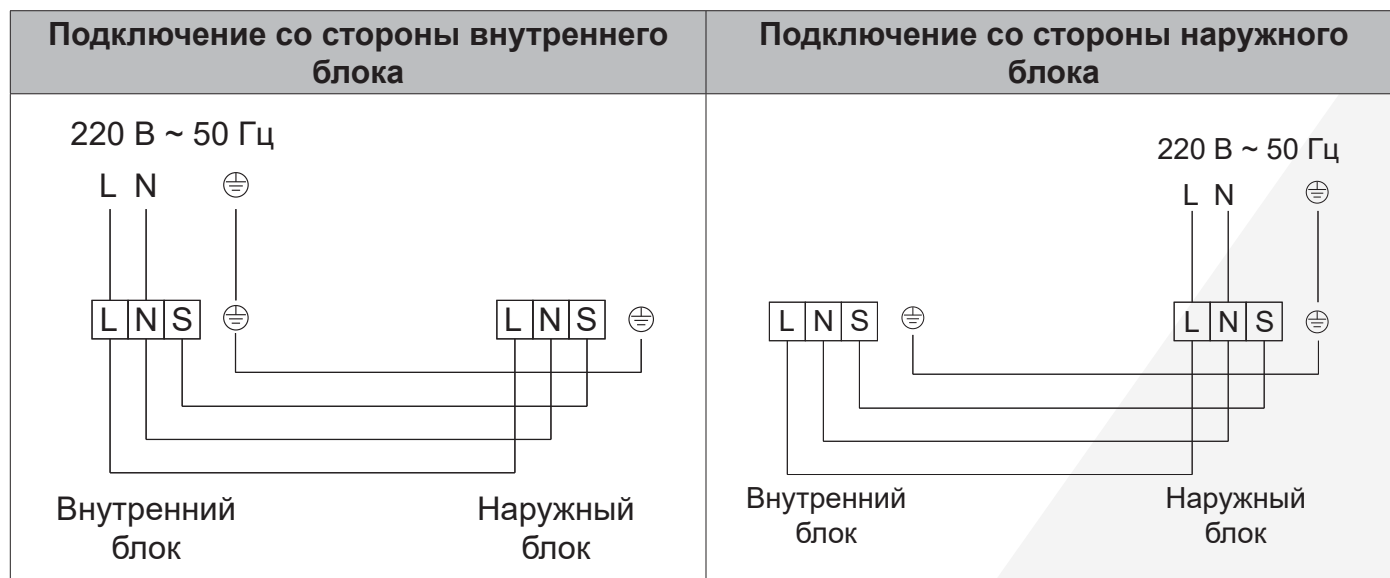 Подключение со стороны внутреннего
блока
Подключение со стороны наружного
блока
220 В ~ 50 Гц
L N
L N S
L N S
Внутренний
блок
Наружный
блок
220 В ~ 50 Гц
L N
L N S
L N S
Внутренний
блок
Наружный
блок